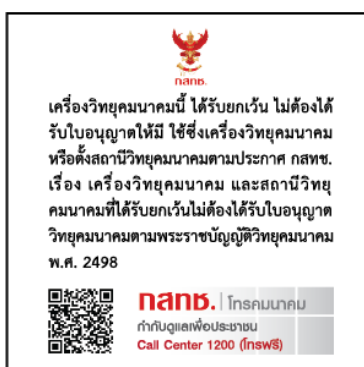 กสทช.
เครื่องวิทยุคมนาคมนี้ ได้รับยกเว้น ไม่ต้องได้
รับใบอนุญาตให้มี ใช้ซึ่งเครื่องวิทยุคมนาคม
หรือตั้งสถานีวิทยุคมนาคมตามประกาศ กสทช.
เรื่อง เครื่องวิทยุคมนาคม และสถานีวิทยุ
คมนาคมที่ได้รับยกเว้นไม่ต้องได้รับใบอนุญาต
วิทยุคมนาคมตามพระราชบัญญัติวิทยุคมนาคม
พ.ศ. 2498
กสทช. | โทรคมนาคม
กำกับดูแลเพื่อประชาชน
Call Center 1200 (โทรฟรี)